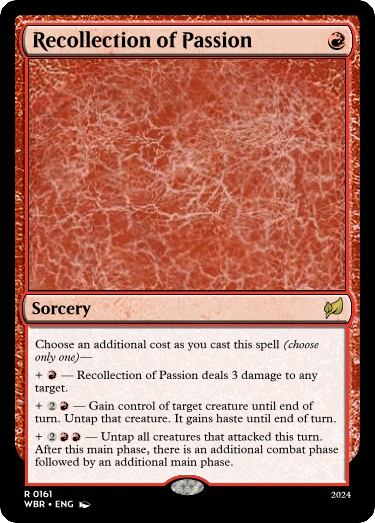 Recollection of Passion
Sorcery
Choose an additional cost as you cast this spell (choose
only one)—
+ — Recollection of Passion deals 3 damage to any
target.
+ 2 — Gain control of target creature until end of
turn. Untap that creature. It gains haste until end of turn.
+ 2 — Untap all creatures that attacked this turn.
After this main phase, there is an additional combat phase
followed by an additional main phase.
R 0161
2024
WBR • ENG